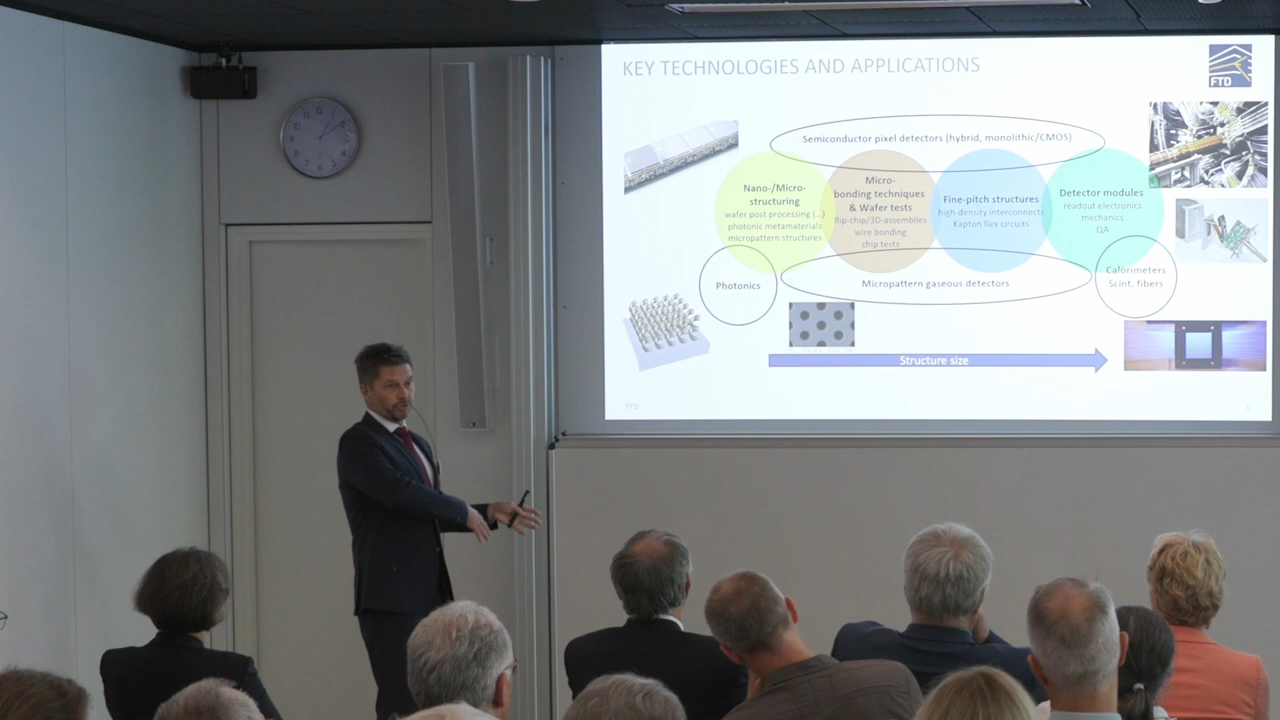 KEY TECHNOLOGIES AND APPLICATIONS
FTD
Semiconductor pixel detectors (hybrid, monolithic/CMOS)
Nano-/Micro-
structuring
wafer post processing (...)
photonic metamaterials
micropattern structures
Micro-
bonding techniques
& Wafer tests
flip-chip/3D-assemblies
wire bonding
chip tests
Fine-pitch structures
high-density interconnects
Kapton flex circuits
Detector modules
readout electronics
mechanics
QA
Photonics
Micropattern gaseous detectors
Calorimeters
Scint. fibers
Structure size
FTD